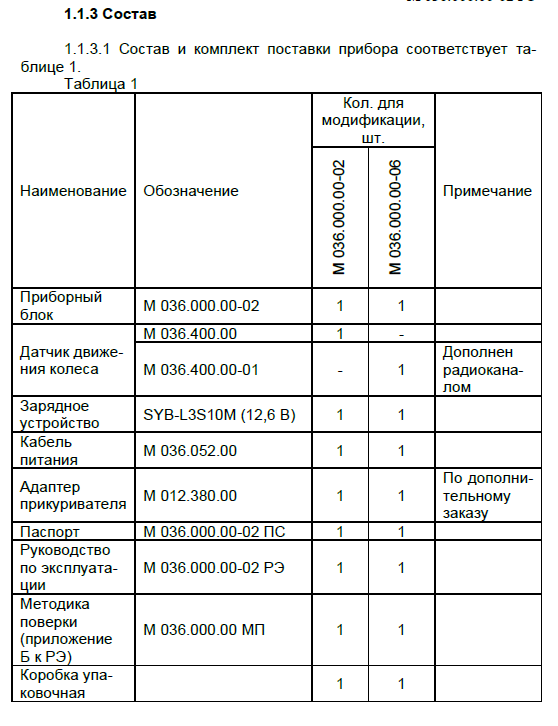 1.1.3 Состав
1.1.3.1 Состав и комплект поставки прибора соответствует та-
блице 1.
Таблица 1
Наименование
Обозначение
Кол. для
модификации,
шт.
М 036.000.00-02
М 036.000.00-06
Примечание
Приборный
блок
М 036.000.00-02
1
1
Датчик движе-
ния колеса
М 036.400.00
1
-
М 036.400.00-01
-
1
Дополнен
радиокана-
лом
Зарядное
устройство
SYB-L3S10M (12,6 В)
1
1
Кабель
питания
М 036.052.00
1
1
Адаптер
прикуривателя
М 012.380.00
1
1
По дополни-
тельному
заказу
Паспорт
М 036.000.00-02 ПС
1
1
Руководство
по эксплуата-
ции
М 036.000.00-02 РЭ
1
1
Методика
поверки
(приложение
Б к РЭ)
М 036.000.00 МП
1
1
Коробка упа-
ковочная
1
1